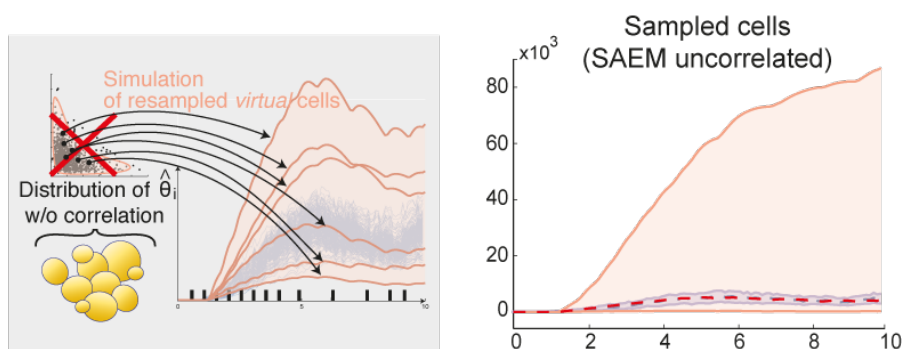 Simulation
of resampled virtual cells
Distribution of θ̂i
w/o correlation
0
5
10
Sampled cells
(SAEM uncorrelated)
x10³
80
60
40
20
0
0 2 4 6 8 10